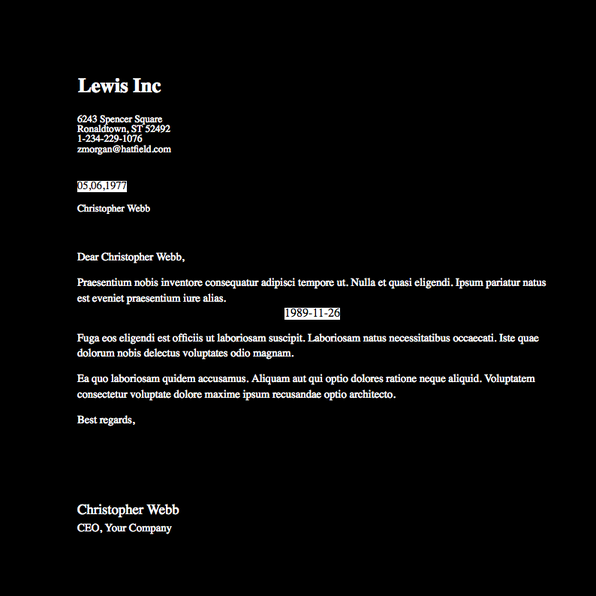 Lewis Inc
6243 Spencer Square
Ronaldtown, ST 52492
1-234-229-1076
zmorgan@hatfield.com
05,06,1977
Christopher Webb
Dear Christopher Webb,
Praesentium nobis inventore consequatur adipisci tempore ut. Nulla et quasi eligendi. Ipsum pariatur natus
est eveniet praesentium iure alias.
1989-11-26
Fuga eos eligendi est officiis ut laboriosam suscipit. Laboriosam natus necessitatibus occaecati. Iste quae
dolorum nobis delectus voluptates odio magnam.
Ea quo laboriosam quidem accusamus. Aliquam aut qui optio dolores ratione neque aliquid. Voluptatem
consectetur voluptate dolore maxime ipsum recusandae optio architecto.
Best regards,
Christopher Webb
CEO, Your Company